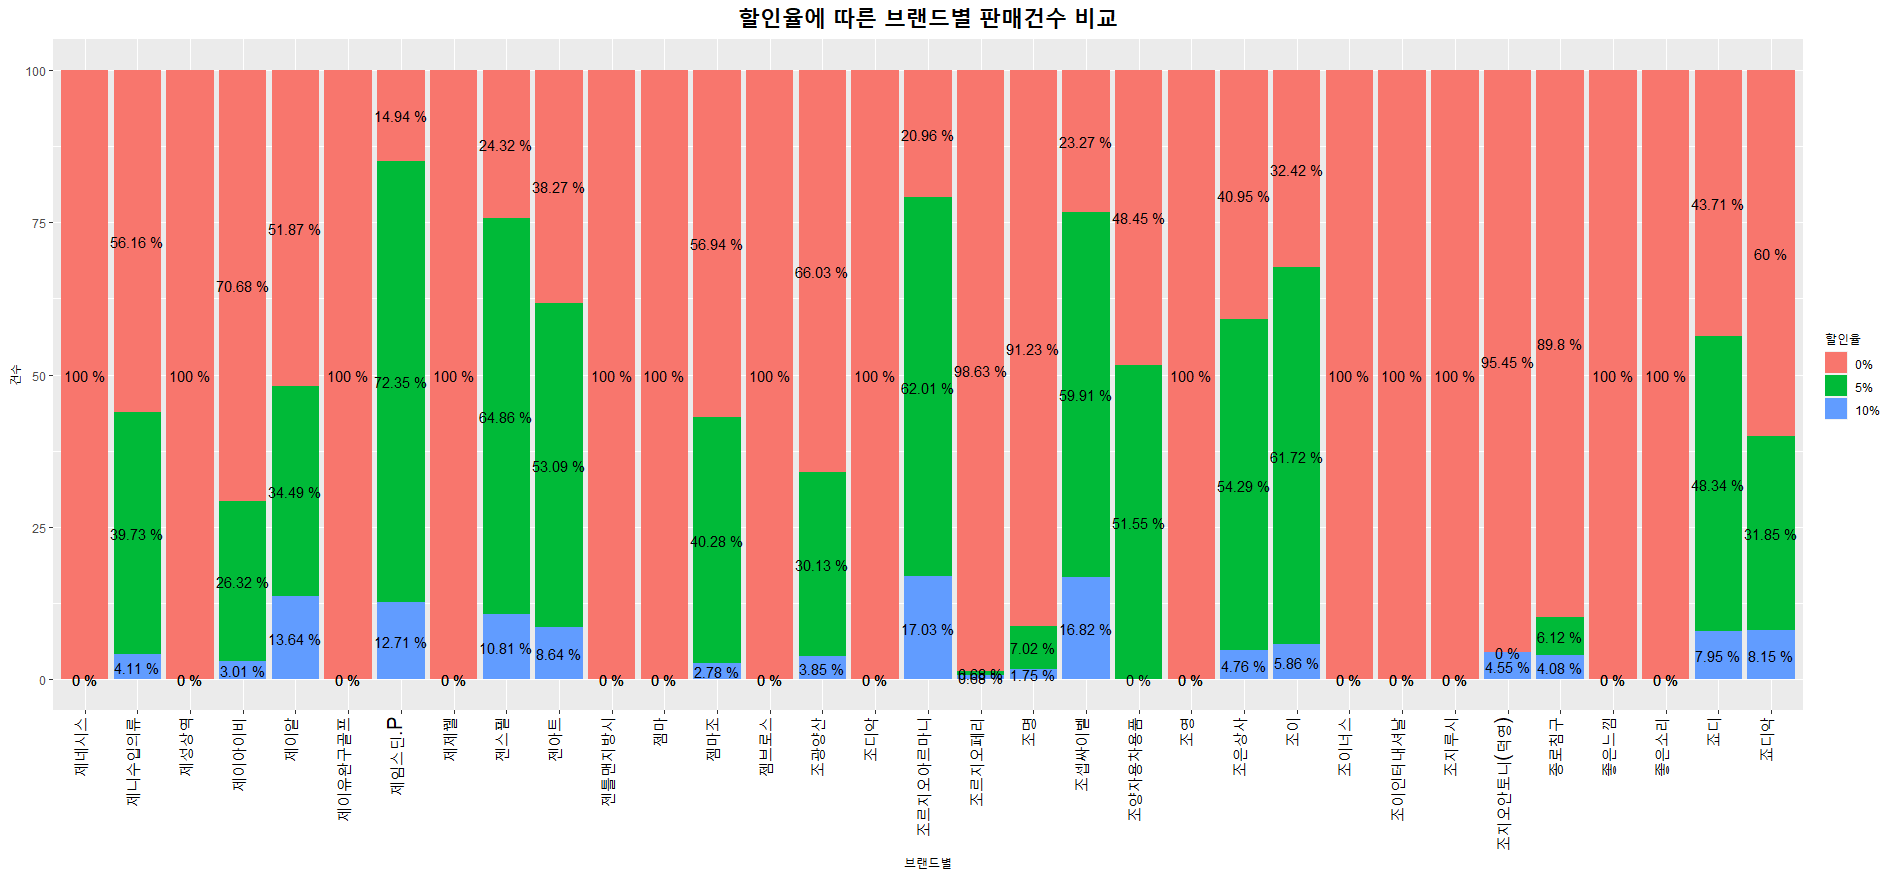 할인율에 따른 브랜드별 판매건수 비교
건수
100
75
50
25
0
100 %
0 %
56.16 %
39.73 %
4.11 %
100 %
0 %
70.68 %
26.32 %
3.01 %
51.87 %
34.49 %
13.64 %
100 %
0 %
14.94 %
72.35 %
12.71 %
100 %
0 %
24.32 %
64.86 %
10.81 %
38.27 %
53.09 %
8.64 %
100 %
0 %
100 %
0 %
56.94 %
40.28 %
2.78 %
100 %
0 %
66.03 %
30.13 %
3.85 %
100 %
0 %
20.96 %
62.01 %
17.03 %
98.63 %
0.68 %
0.68 %
91.23 %
7.02 %
1.75 %
23.27 %
59.91 %
16.82 %
48.45 %
51.55 %
0 %
100 %
0 %
40.95 %
54.29 %
4.76 %
32.42 %
61.72 %
5.86 %
100 %
0 %
100 %
0 %
100 %
0 %
95.45 %
0 %
4.55 %
89.8 %
6.12 %
4.08 %
100 %
0 %
100 %
0 %
43.71 %
48.34 %
7.95 %
60 %
31.85 %
8.15 %
제네시스
제니수입의류
제성상역
제이아이비
제이알
제이유완구골프
제임스딘.P
제제펠
젠스필
젠아트
젠틀맨지방시
젬마
젬마조
젬브로스
조광양산
조디악
조르지오아르마니
조르지오페리
조명
조셉싸이벨
조양자용차용품
조영
조은상사
조이
조이너스
조이인터내셔날
조지루시
조지오안토니(덕영)
종로침구
좋은느낌
좋은소리
죠디
죠디악
브랜드별
할인율
0%
5%
10%